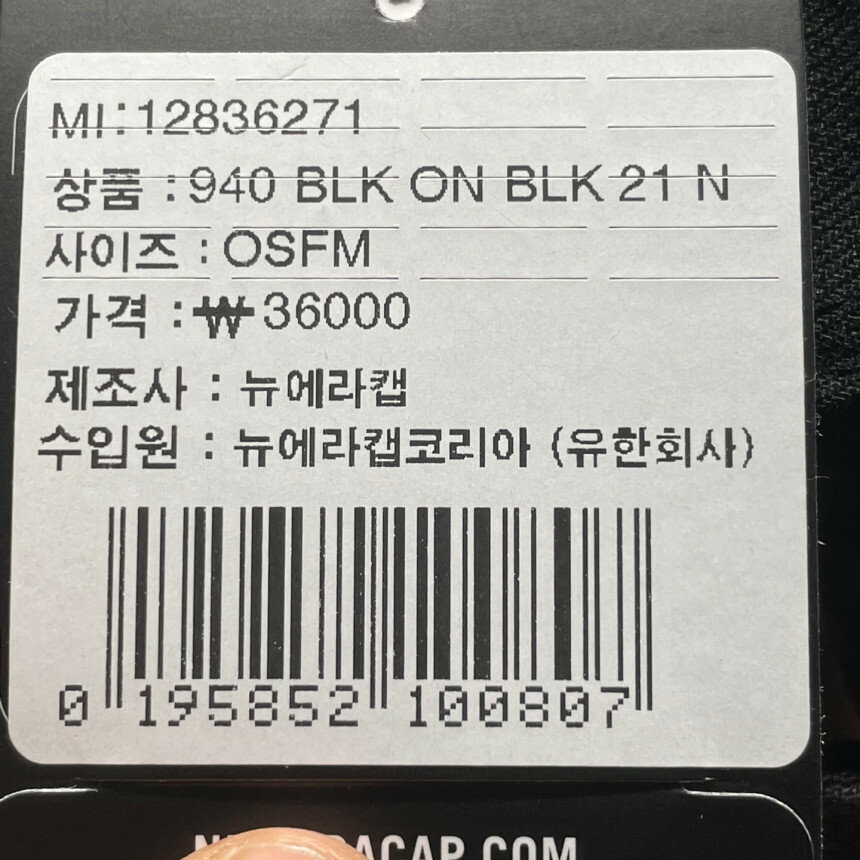 MI:12836271
상품 :940 BLK ON BLK 21 N
사이즈 : OSFM
가격 :₩36000
제조사 : 뉴에라캡
수입원 : 뉴에라캡코리아 (유한회사)
0 195852 100807